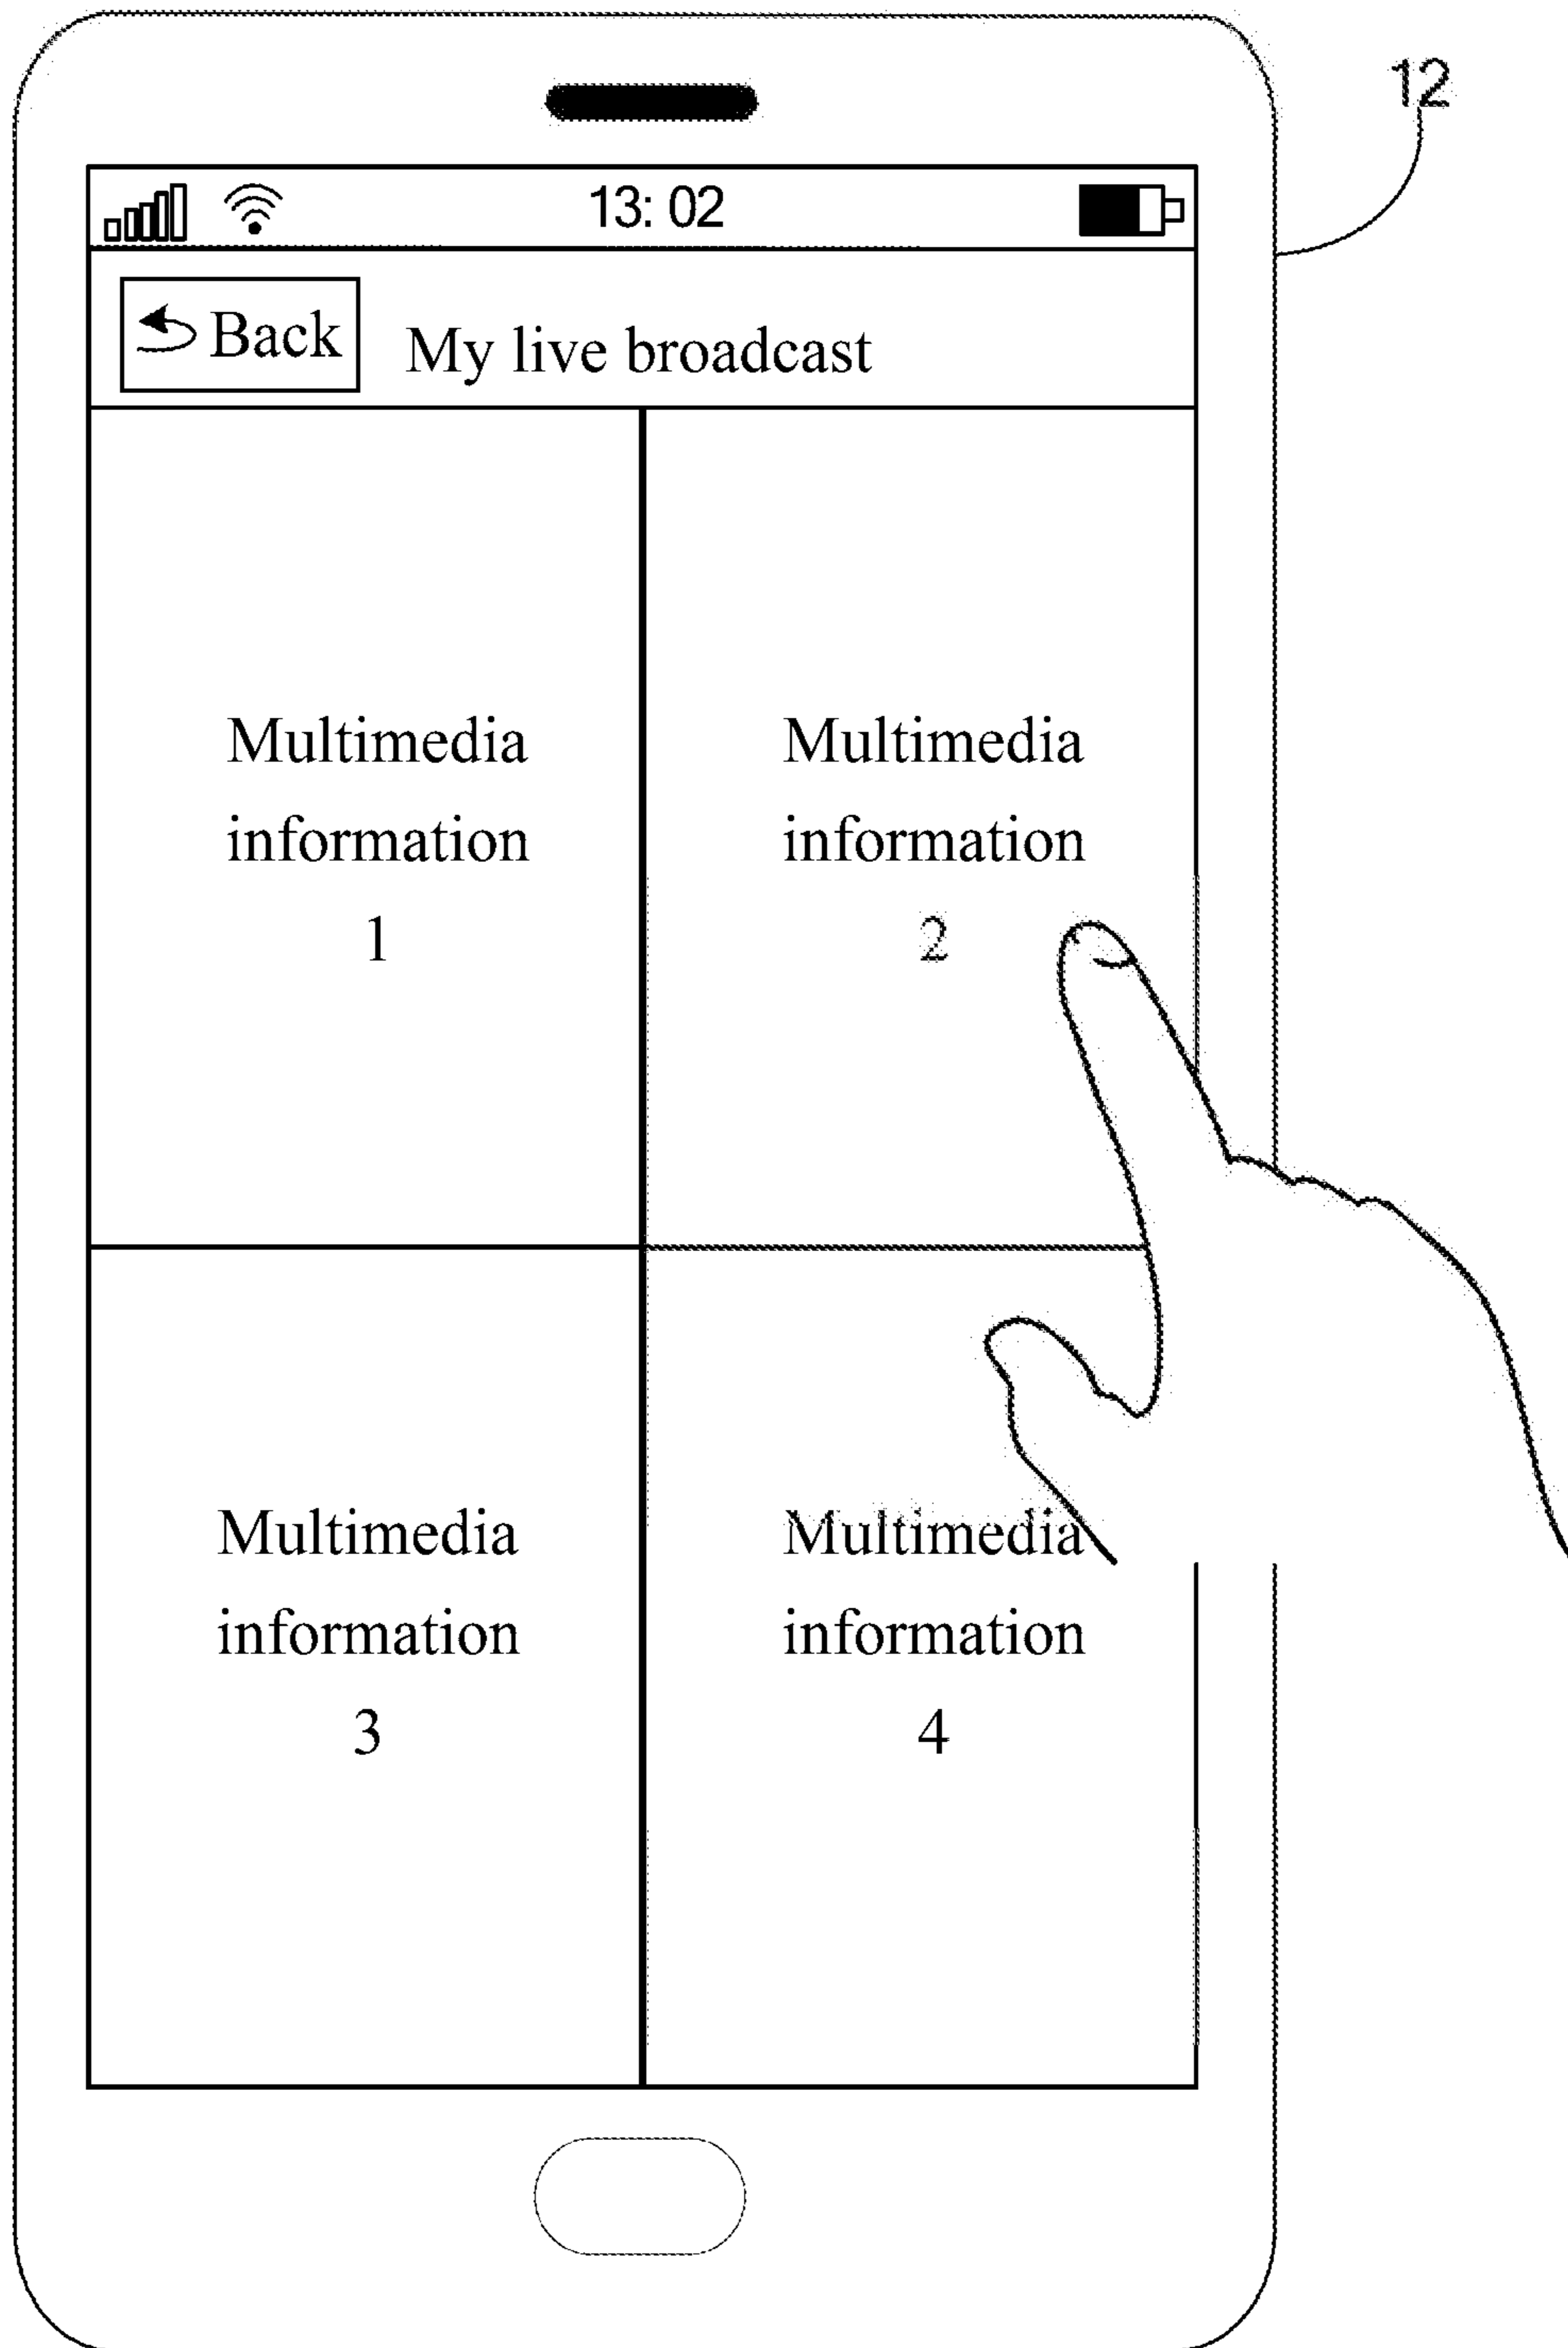 12
13: 02
Back
My live broadcast
Multimedia
information
1
Multimedia
information
2
Multimedia
information
3
Multimedia
information
4